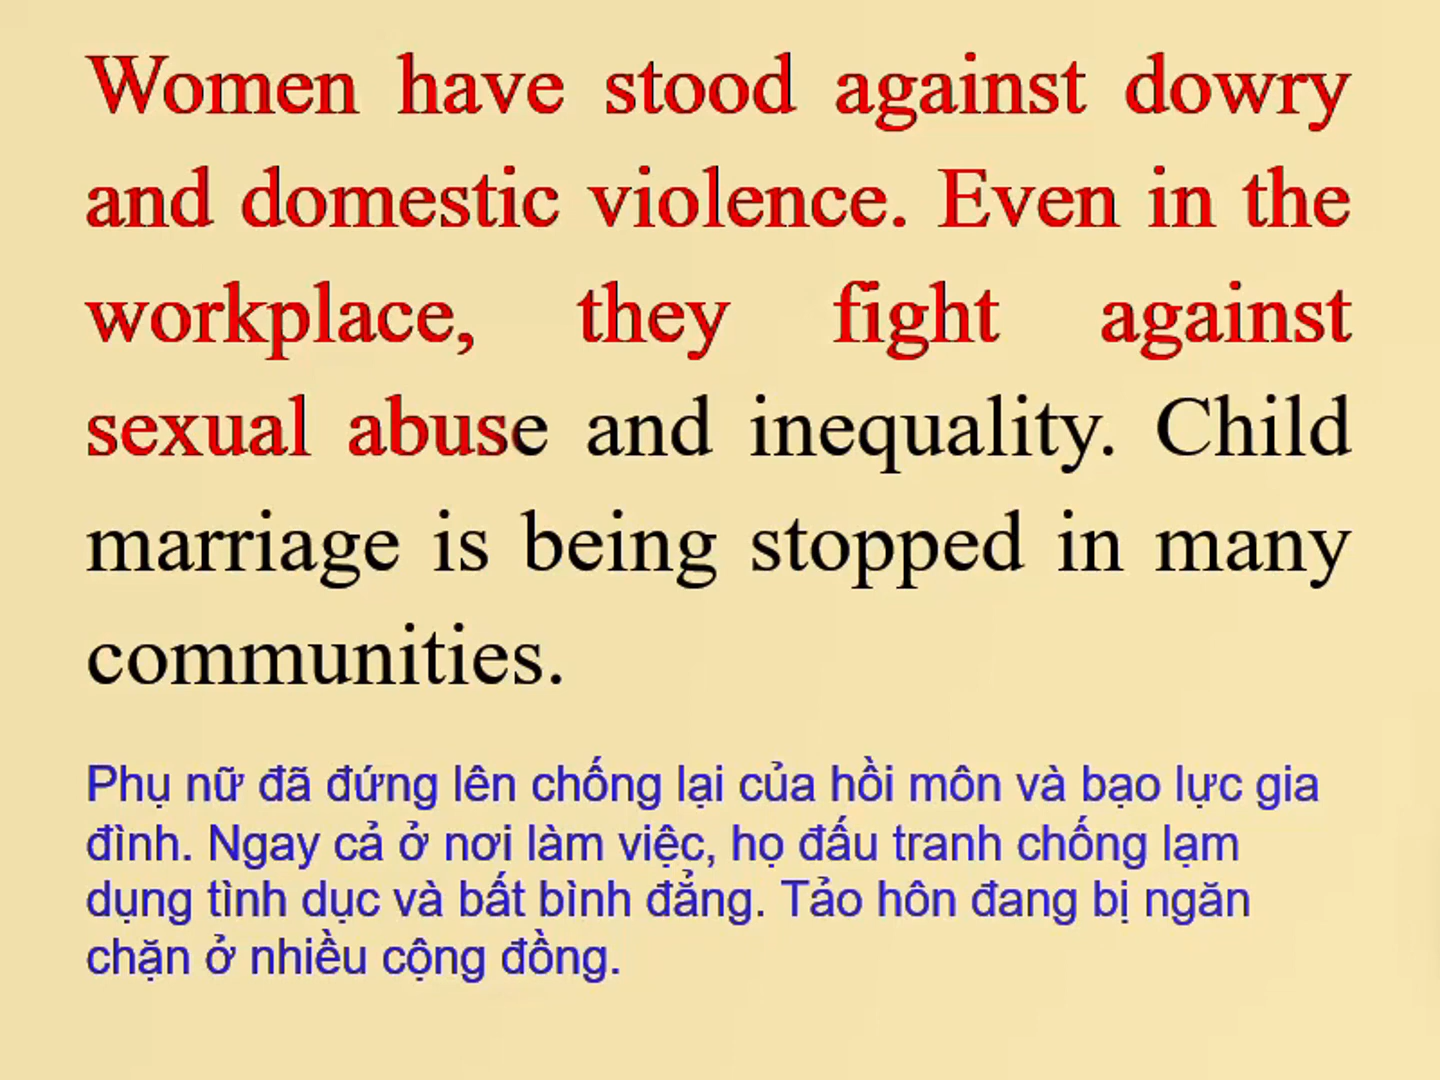 Women have stood against dowry
and domestic violence. Even in the
workplace, they fight against
sexual abuse and inequality. Child
marriage is being stopped in many
communities.
Phụ nữ đã đứng lên chống lại của hồi môn và bạo lực gia
đình. Ngay cả ở nơi làm việc, họ đấu tranh chống lạm
dụng tình dục và bất bình đẳng. Tảo hôn đang bị ngăn
chặn ở nhiều cộng đồng.